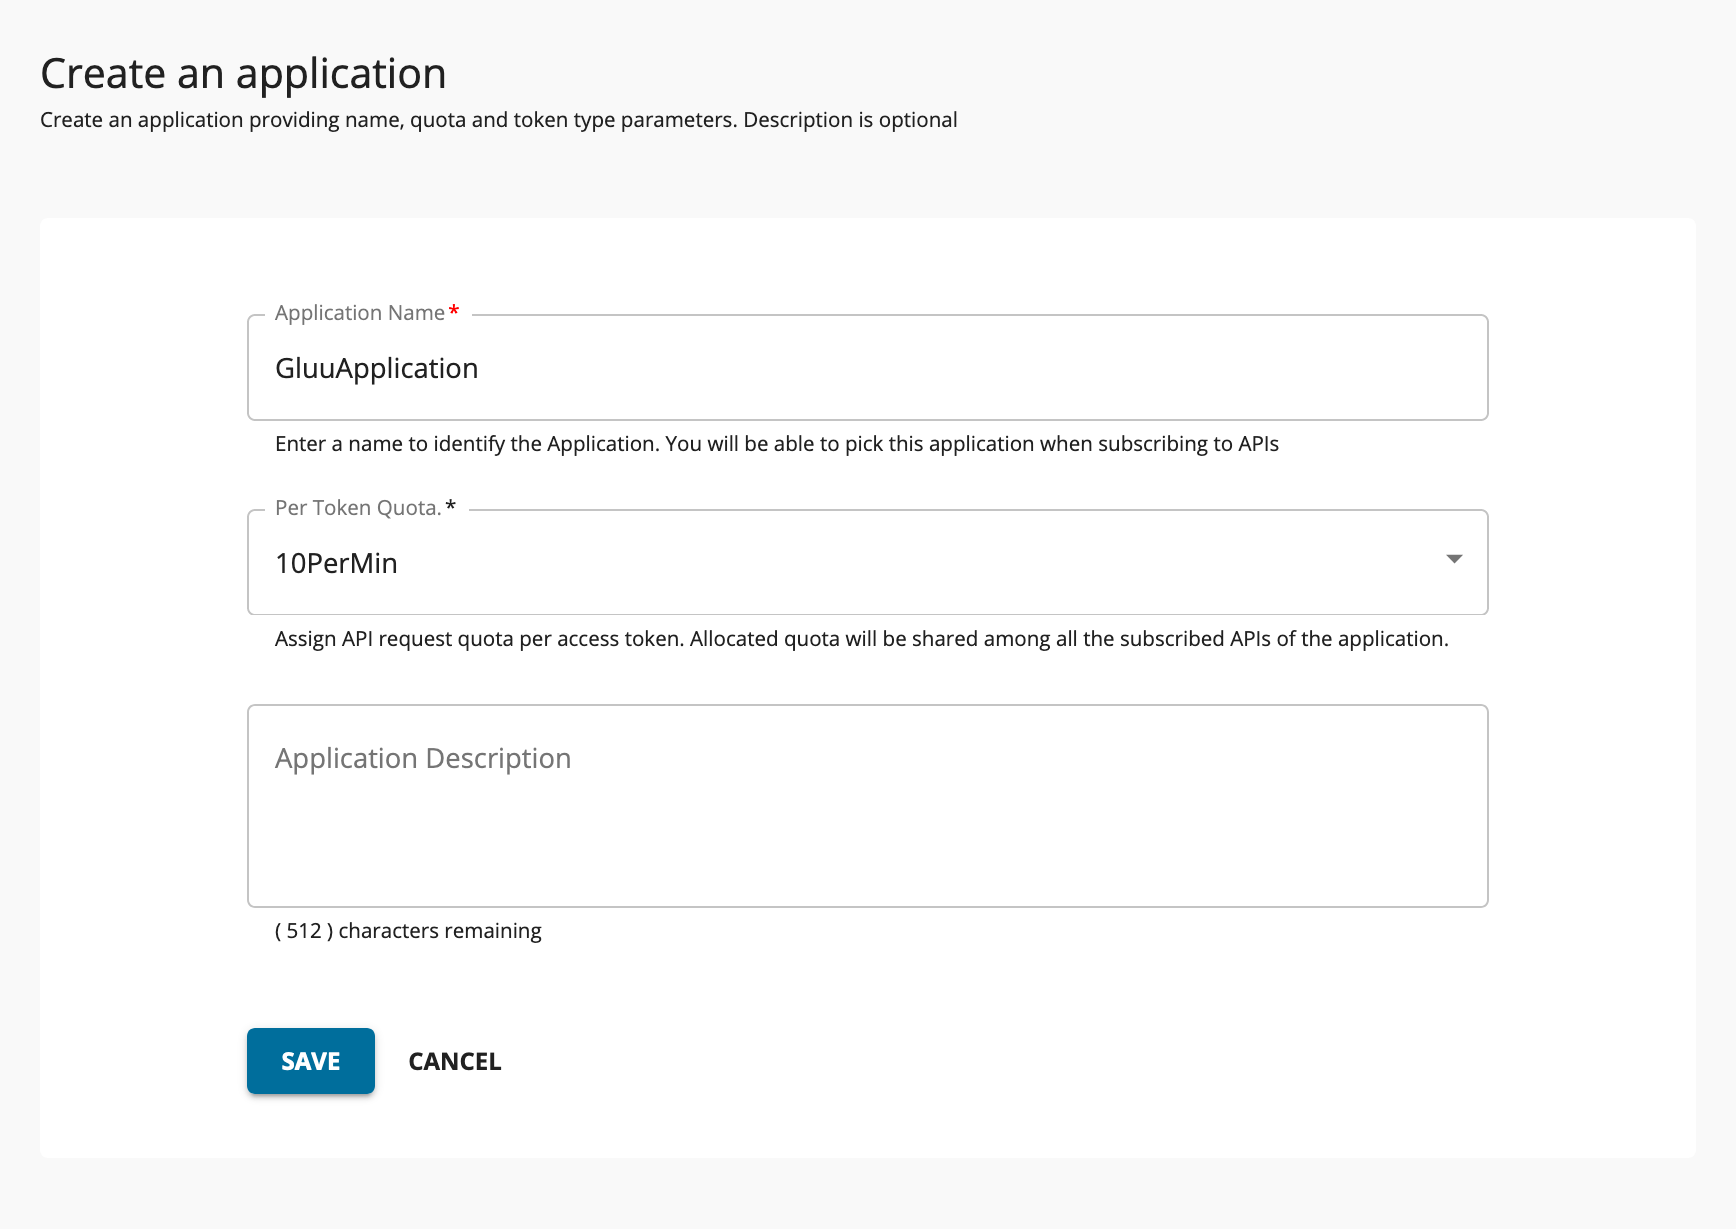 Create an application
Create an application providing name, quota and token type parameters. Description is optional
Application Name*
GluuApplication
Enter a name to identify the Application. You will be able to pick this application when subscribing to APIs
Per Token Quota.*
10PerMin
Assign API request quota per access token. Allocated quota will be shared among all the subscribed APIs of the application.
Application Description
( 512 ) characters remaining
SAVE CANCEL